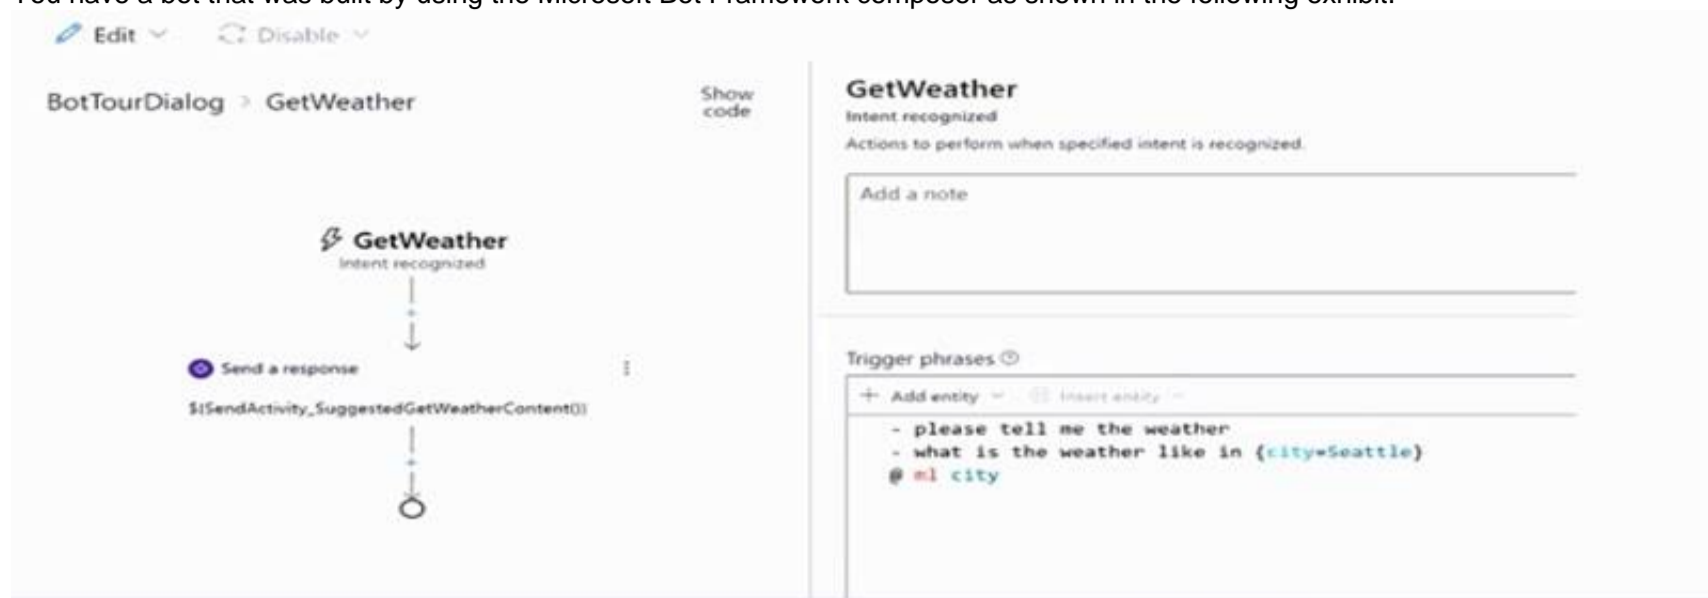 You have a bot that was built by using the Microsoft Bot Framework composer as shown in the following exhibit.
Edit
Disable
BotTourDialog > GetWeather
Show
code
GetWeather
Intent recognized
Send a response
${SendActivity_SuggestedGetWeatherContent()}
GetWeather
Intent recognized
Actions to perform when specified intent is recognized.
Add a note
Trigger phrases
+ Add entity
Insert entity
- please tell me the weather
- what is the weather like in {city=Seattle}
@ ml city